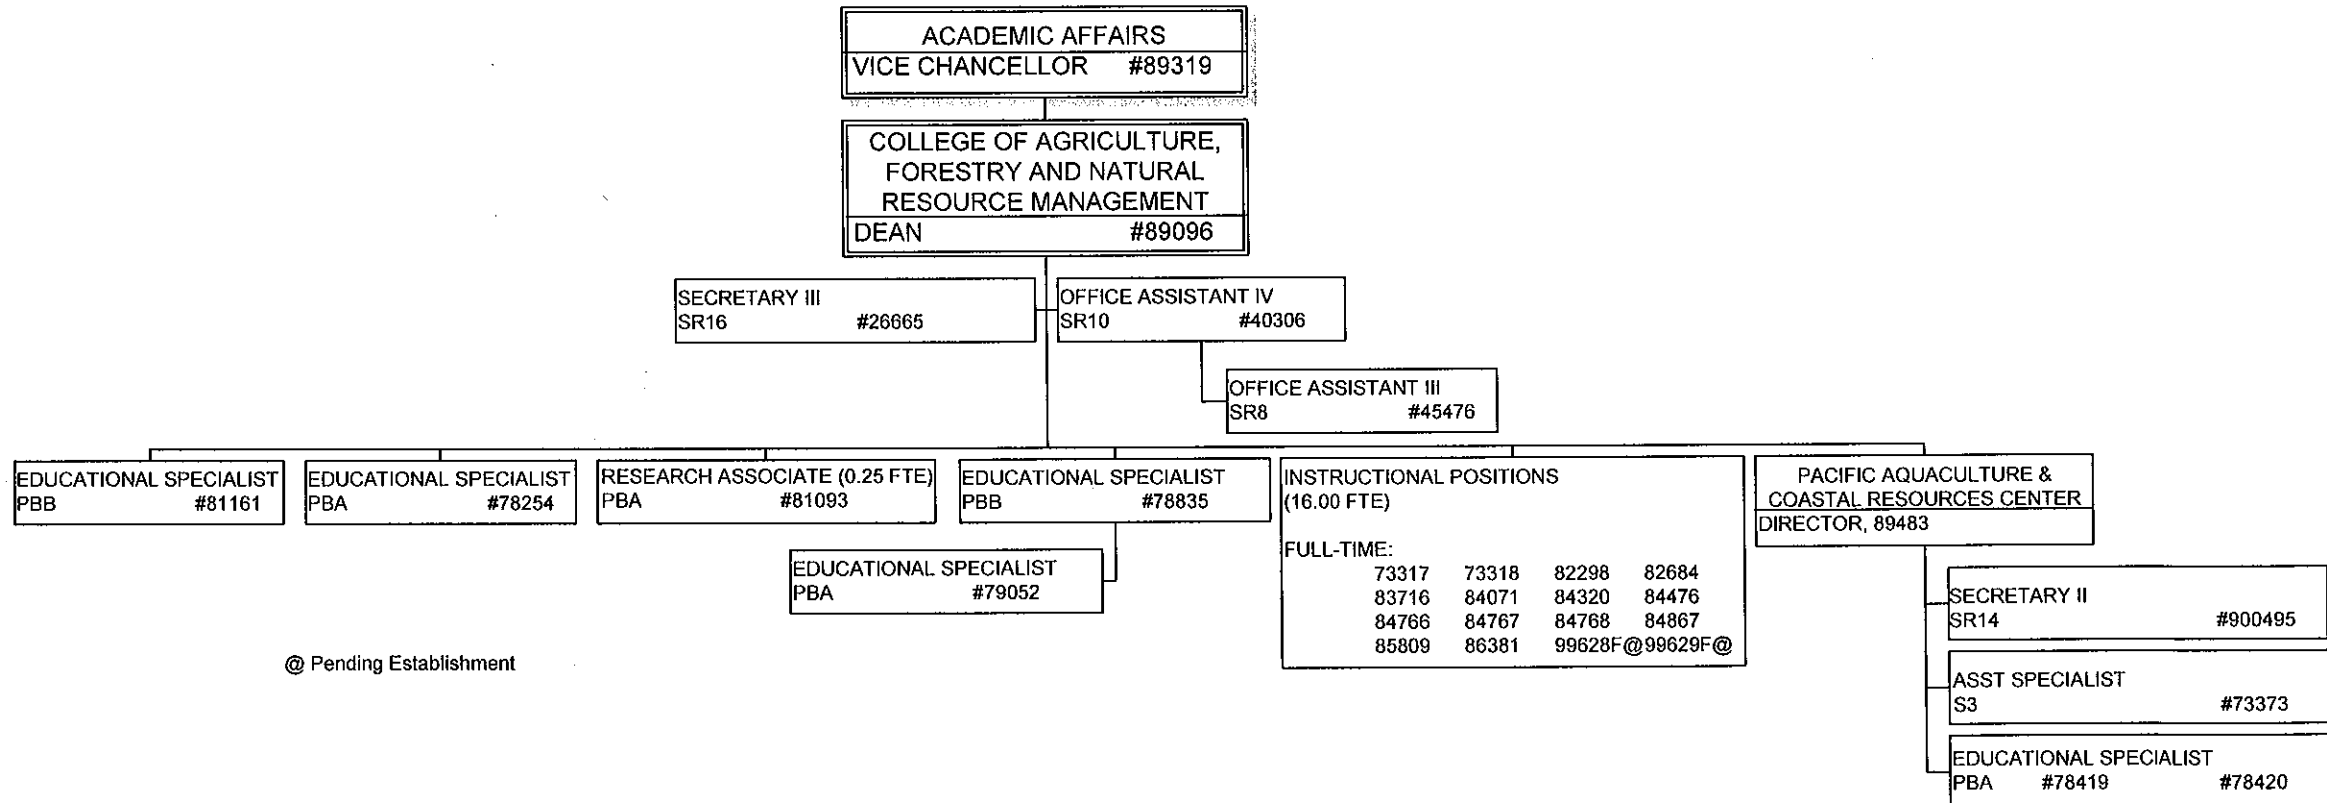 ACADEMIC AFFAIRS
VICE CHANCELLOR #89319
COLLEGE OF AGRICULTURE,
FORESTRY AND NATURAL
RESOURCE MANAGEMENT
DEAN #89096
SECRETARY III
SR16 #26665
OFFICE ASSISTANT IV
SR10 #40306
OFFICE ASSISTANT III
SR8 #45476
EDUCATIONAL SPECIALIST
PBB #81161
EDUCATIONAL SPECIALIST
PBA #78254
RESEARCH ASSOCIATE (0.25 FTE)
PBA #81093
EDUCATIONAL SPECIALIST
PBB #78835
EDUCATIONAL SPECIALIST
PBA #79052
INSTRUCTIONAL POSITIONS
(16.00 FTE)
FULL-TIME:
73317 73318 82298 82684
83716 84071 84320 84476
84766 84767 84768 84867
85809 86381 99628F@ 99629F@
PACIFIC AQUACULTURE &
COASTAL RESOURCES CENTER
DIRECTOR, 89483
SECRETARY II
SR14 #900495
ASST SPECIALIST
S3 #73373
EDUCATIONAL SPECIALIST
PBA #78419 #78420
@ Pending Establishment